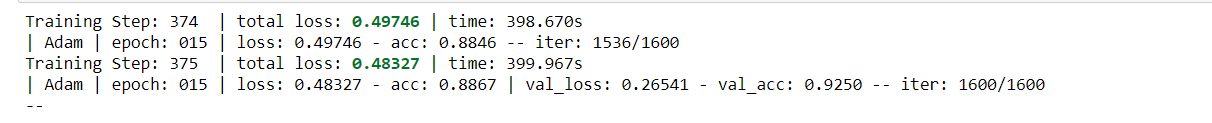 Training Step: 374  | total loss: 0.49746 | time: 398.670s
| Adam | epoch: 015 | loss: 0.49746 - acc: 0.8846 -- iter: 1536/1600
Training Step: 375  | total loss: 0.48327 | time: 399.967s
| Adam | epoch: 015 | loss: 0.48327 - acc: 0.8867 | val_loss: 0.26541 - val_acc: 0.9250 -- iter: 1600/1600
--